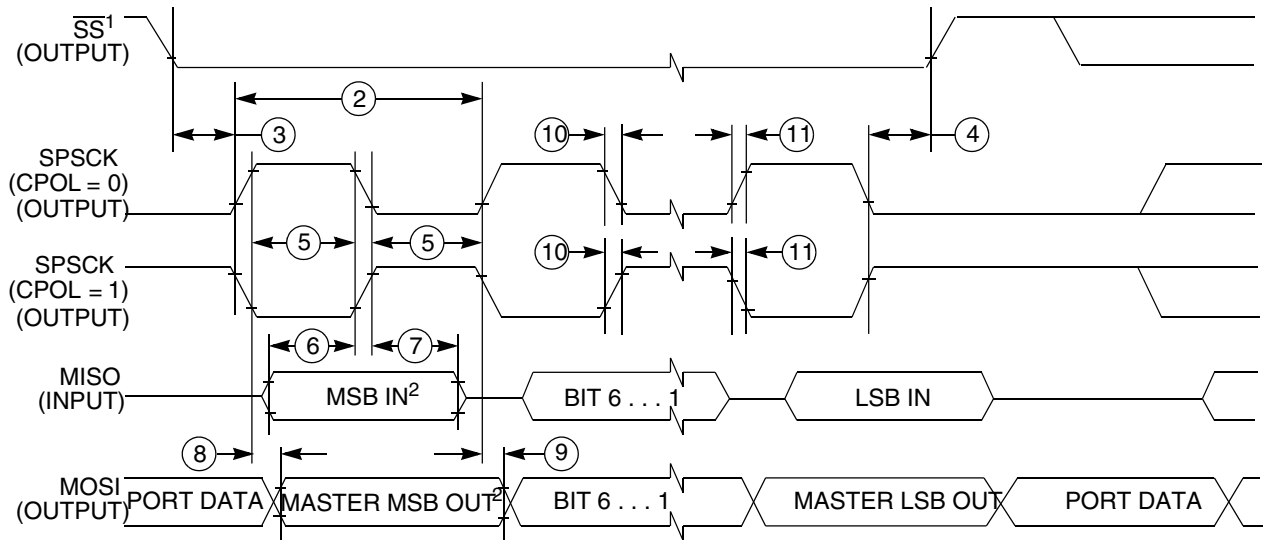 SS¹
(OUTPUT)
2
3
10
11
4
SPSCK
(CPOL = 0)
(OUTPUT)
5
5
SPSCK
(CPOL = 1)
(OUTPUT)
10
11
6
7
MISO
(INPUT)
MSB IN²
BIT 6 . . . 1
LSB IN
8
9
MOSI
(OUTPUT)
PORT DATA
MASTER MSB OUT²
BIT 6 . . . 1
MASTER LSB OUT
PORT DATA